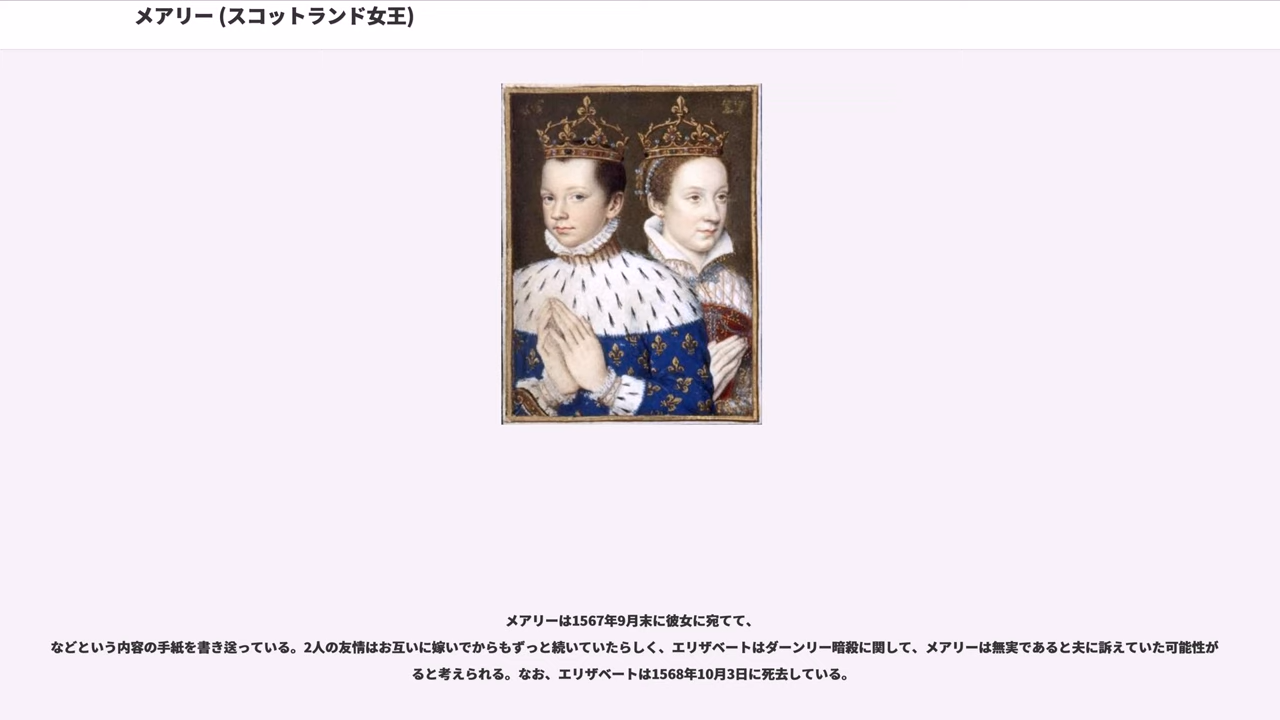 メアリー (スコットランド女王)
メアリーは1567年9月末に彼女に宛てて、
などという内容の手紙を書き送っている。2人の友情はお互いに嫁いでからもずっと続いていたらしく、エリザベートはダーンリー暗殺に関して、メアリーは無実であると夫に訴えていた可能性が
ると考えられる。なお、エリザベートは1568年10月3日に死去している。